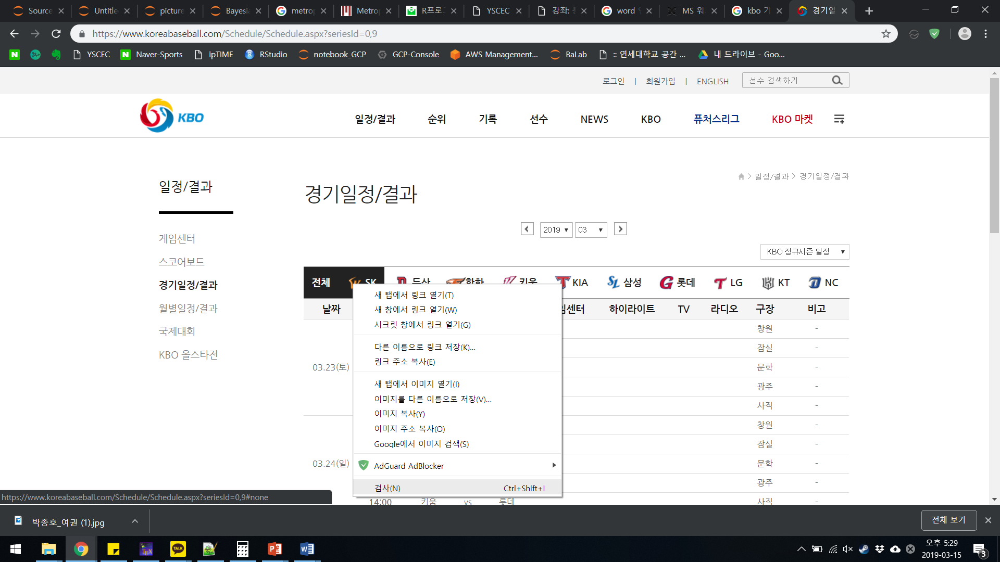 Source
Untitle
picture
Bayesia
metrop
Metrop
R프로그
YSCEC
강좌:
word
MS 워
kbo
경기일
https://www.koreabaseball.com/Schedule/Schedule.aspx?seriesId=0,9
YSCEC
Naver-Sports
ipTIME
RStudio
notebook_GCP
GCP-Console
AWS Management...
BaLab
:: 연세대학교 공간 ...
내 드라이브 - Goo...
로그인 | 회원가입 | ENGLISH
선수 검색하기
KBO
일정/결과
순위
기록
선수
NEWS
KBO
퓨처스리그
KBO 마켓
일정/결과 > 경기일정/결과
일정/결과
게임센터
스코어보드
경기일정/결과
월별일정/결과
국제대회
KBO 올스타전
경기일정/결과
2019
03
KBO 정규시즌 일정
전체
SK
두산
한화
키움
KIA
삼성
롯데
LG
KT
NC
날짜
임센터
하이라이트
TV
라디오
구장
비고
03.23(토)
창원 -
잠실 -
문학 -
광주 -
사직 -
03.24(일)
창원 -
잠실 -
문학 -
광주 -
14:00 키움 vs 롯데 사직 -
새 탭에서 링크 열기(T)
새 창에서 링크 열기(W)
시크릿 창에서 링크 열기(G)
다른 이름으로 링크 저장(K)...
링크 주소 복사(E)
새 탭에서 이미지 열기(I)
이미지를 다른 이름으로 저장(V)...
이미지 복사(Y)
이미지 주소 복사(O)
Google에서 이미지 검색(S)
AdGuard AdBlocker
검사(N) Ctrl+Shift+I
https://www.koreabaseball.com/Schedule/Schedule.aspx?seriesId=0,9#none
박종호_여권 (1).jpg
전체 보기
TEX
TALK
오후 5:29
2019-03-15
3